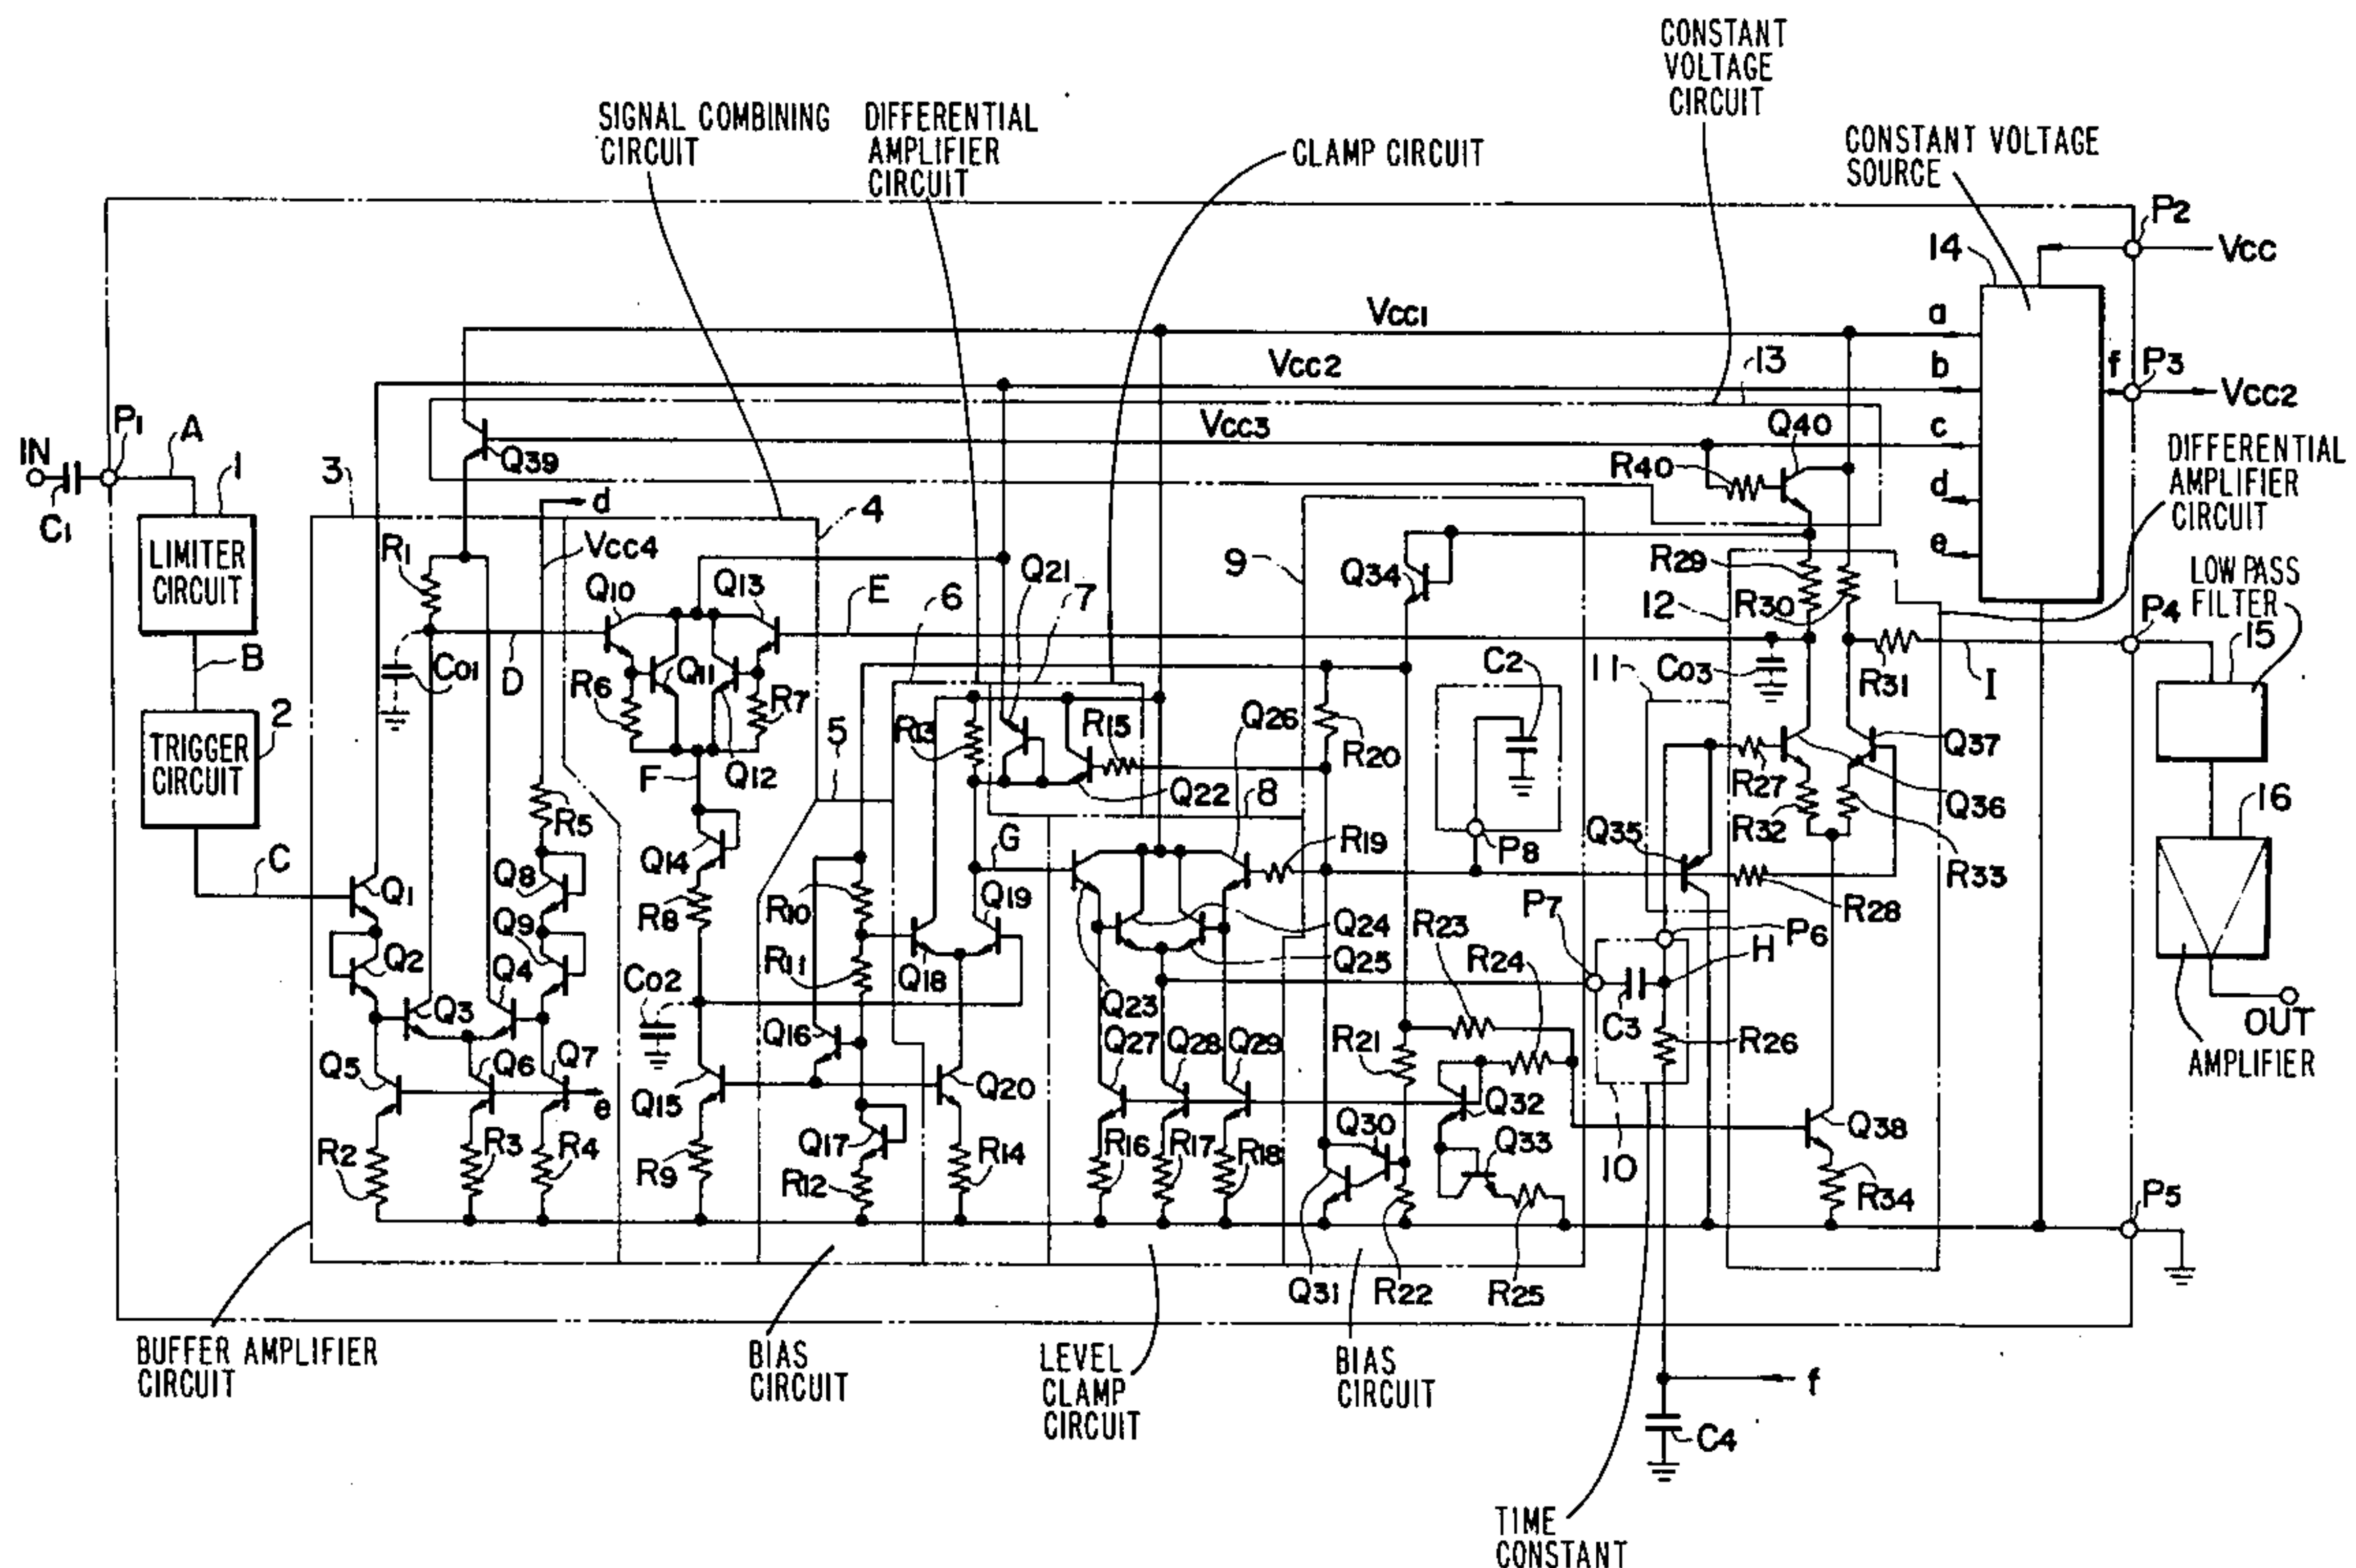 CONSTANT
VOLTAGE
CIRCUIT
SIGNAL COMBINING
CIRCUIT
DIFFERENTIAL
AMPLIFIER
CIRCUIT
CLAMP CIRCUIT
CONSTANT VOLTAGE
SOURCE
P2
14
VCC
VCC1
a
VCC2
b
13
f
P3
VCC2
VCC3
c
Q40
DIFFERENTIAL
AMPLIFIER
CIRCUIT
IN
P1
A
1
C1
3
Q39
R40
d
d
4
e
LIMITER
CIRCUIT
R1
VCC4
9
Q34
R29
12
R30
LOW PASS
FILTER
15
P4
Q10
Q13
Q21
E
6
7
B
C01
D
R6
Q11
R7
Q12
C2
C03
11
R31
I
2
TRIGGER
CIRCUIT
5
R13
R15
Q26
R20
Q37
F
Q22
R27
R5
8
Q36
16
R32
Q14
G
R19
P8
Q35
R33
C
Q1
Q8
R8
R10
Q19
Q24
P7
R23
R28
Q9
Q2
Q4
R11
Q18
Q25
R24
P6
H
C02
Q3
Q23
C3
OUT
Q16
Q27
Q28
Q29
R21
R26
AMPLIFIER
Q5
Q6
Q7
e
Q15
Q20
Q32
Q38
Q17
Q30
Q33
R2
R3
R4
R9
R12
R14
R16
R17
R18
10
R34
P5
Q31
R22
R25
BUFFER AMPLIFIER
CIRCUIT
BIAS
CIRCUIT
LEVEL
CLAMP
CIRCUIT
BIAS
CIRCUIT
f
C4
TIME
CONSTANT